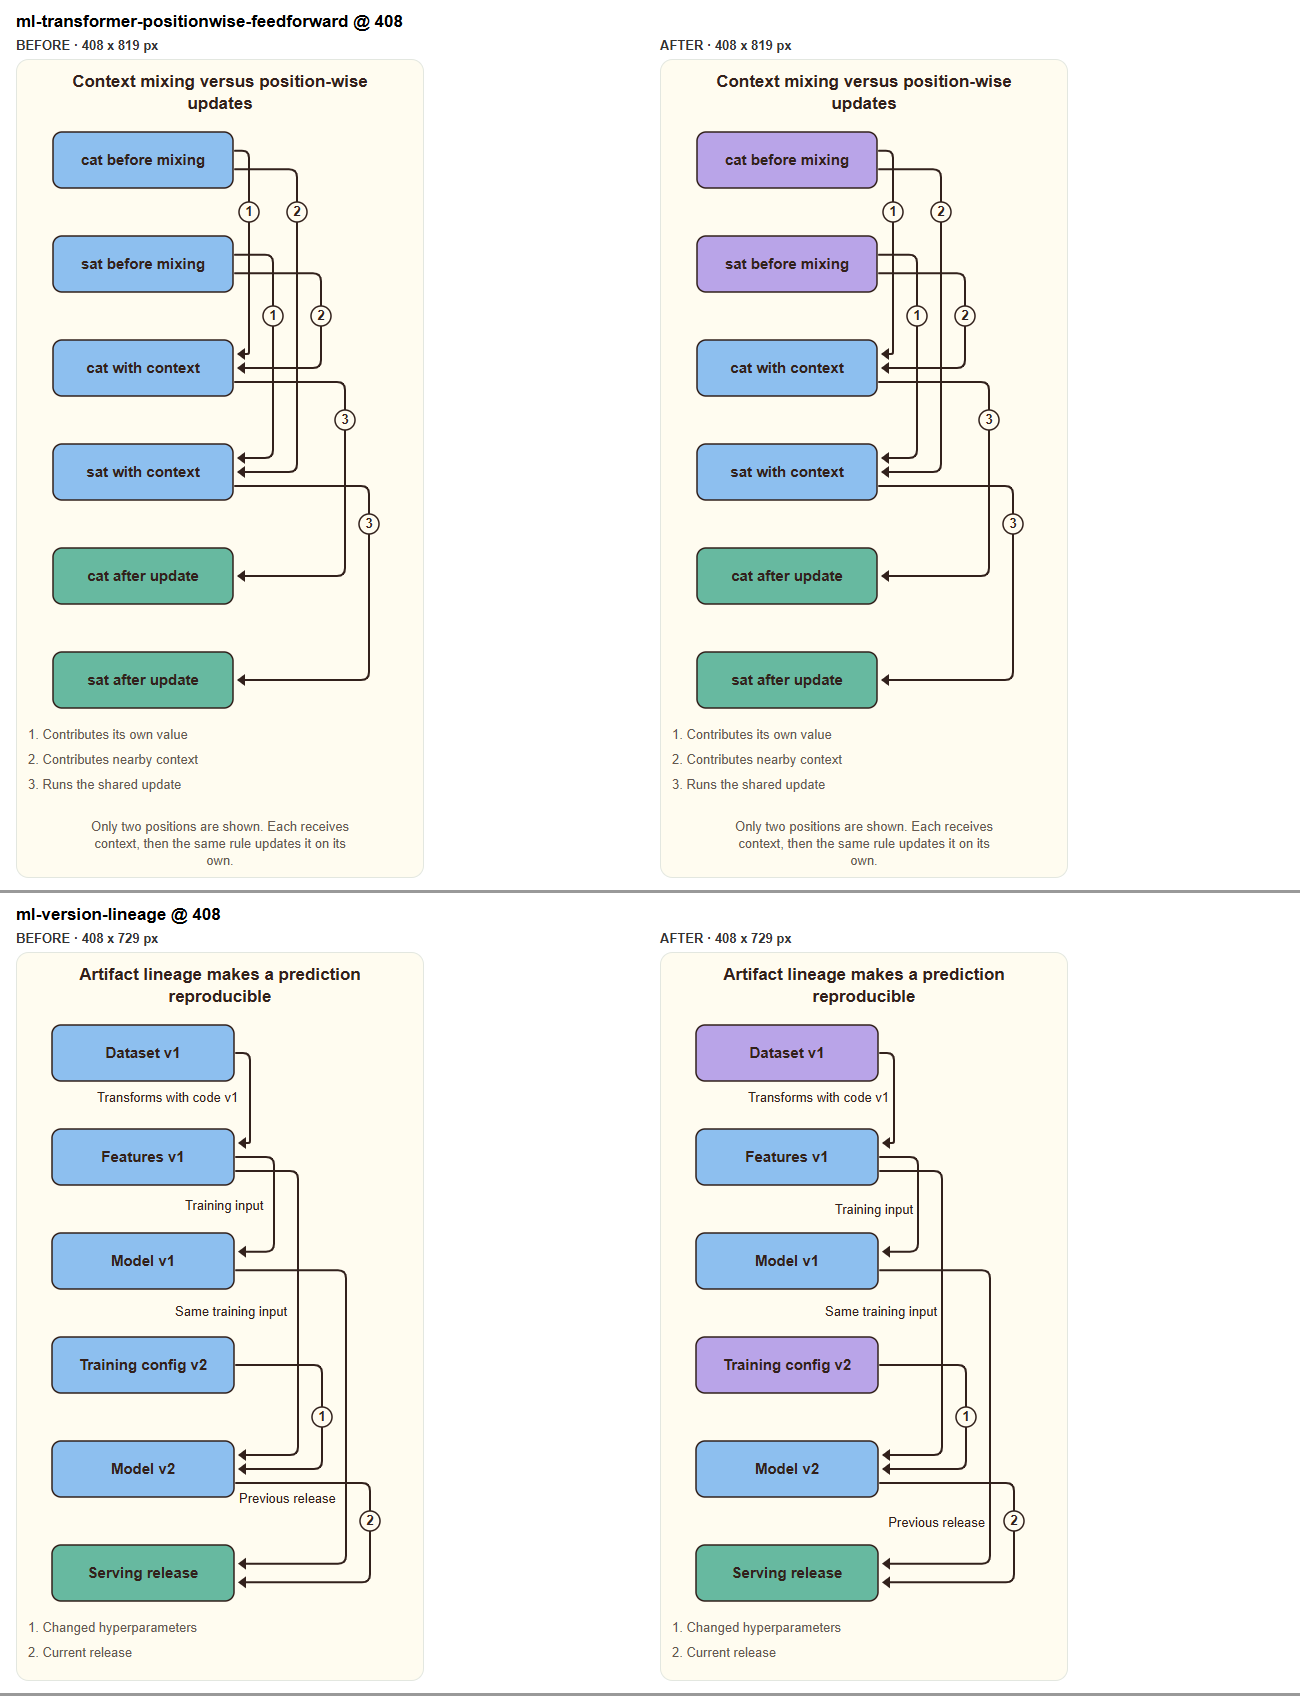 ml-transformer-positionwise-feedforward @ 408
BEFORE · 408 x 819 px
Context mixing versus position-wise
updates
cat before mixing
1
2
sat before mixing
1
2
cat with context
3
sat with context
3
cat after update
sat after update
1. Contributes its own value
2. Contributes nearby context
3. Runs the shared update
Only two positions are shown. Each receives
context, then the same rule updates it on its
own.
AFTER · 408 x 819 px
Context mixing versus position-wise
updates
cat before mixing
1
2
sat before mixing
1
2
cat with context
3
sat with context
3
cat after update
sat after update
1. Contributes its own value
2. Contributes nearby context
3. Runs the shared update
Only two positions are shown. Each receives
context, then the same rule updates it on its
own.
ml-version-lineage @ 408
BEFORE · 408 x 729 px
Artifact lineage makes a prediction
reproducible
Dataset v1
Transforms with code v1
Features v1
Training input
Model v1
Same training input
Training config v2
1
Model v2
Previous release
2
Serving release
1. Changed hyperparameters
2. Current release
AFTER · 408 x 729 px
Artifact lineage makes a prediction
reproducible
Dataset v1
Transforms with code v1
Features v1
Training input
Model v1
Same training input
Training config v2
1
Model v2
Previous release
2
Serving release
1. Changed hyperparameters
2. Current release